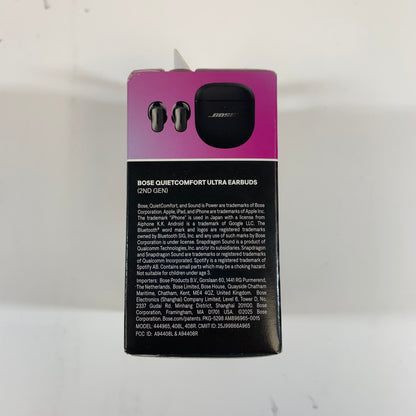 BOSE
BOSE QUIETCOMFORT ULTRA EARBUDS
(2ND GEN)
Bose, QuietComfort, and Sound is Power are trademarks of Bose
Corporation. Apple, iPad, and iPhone are trademarks of Apple Inc.
The trademark "iPhone" is used in Japan with a license from
Aiphone K.K. Android is a trademark of Google LLC. The
Bluetooth® word mark and logos are registered trademarks
owned by Bluetooth SIG, Inc. and any use of such marks by Bose
Corporation is under license. Snapdragon Sound is a product of
Qualcomm Technologies, Inc. and/or its subsidiaries. Snapdragon
and Snapdragon Sound are trademarks or registered trademarks
of Qualcomm Incorporated. Spotify is a registered trademark of
Spotify AB. Contains small parts which may be a choking hazard.
Not suitable for children under age 3.
Importers: Bose Products B.V., Gorslaan 60, 1441 RG Purmerend,
The Netherlands. Bose Limited, Bose House, Quayside Chatham
Maritime, Chatham, Kent, ME4 4QZ, United Kingdom. Bose
Electronics (Shanghai) Company Limited, Level 6, Tower D, No.
2337 Gudai Rd. Minhang District, Shanghai 201100. Bose
Corporation, Framingham, MA 01701 USA ©2025 Bose
Corporation. Bose.com/patents. PKG-5298 AM896965-0015
MODEL: 444965, 408L, 408R. CMIIT ID: 25J99B66A965
FCC ID: A94408L & A94408R